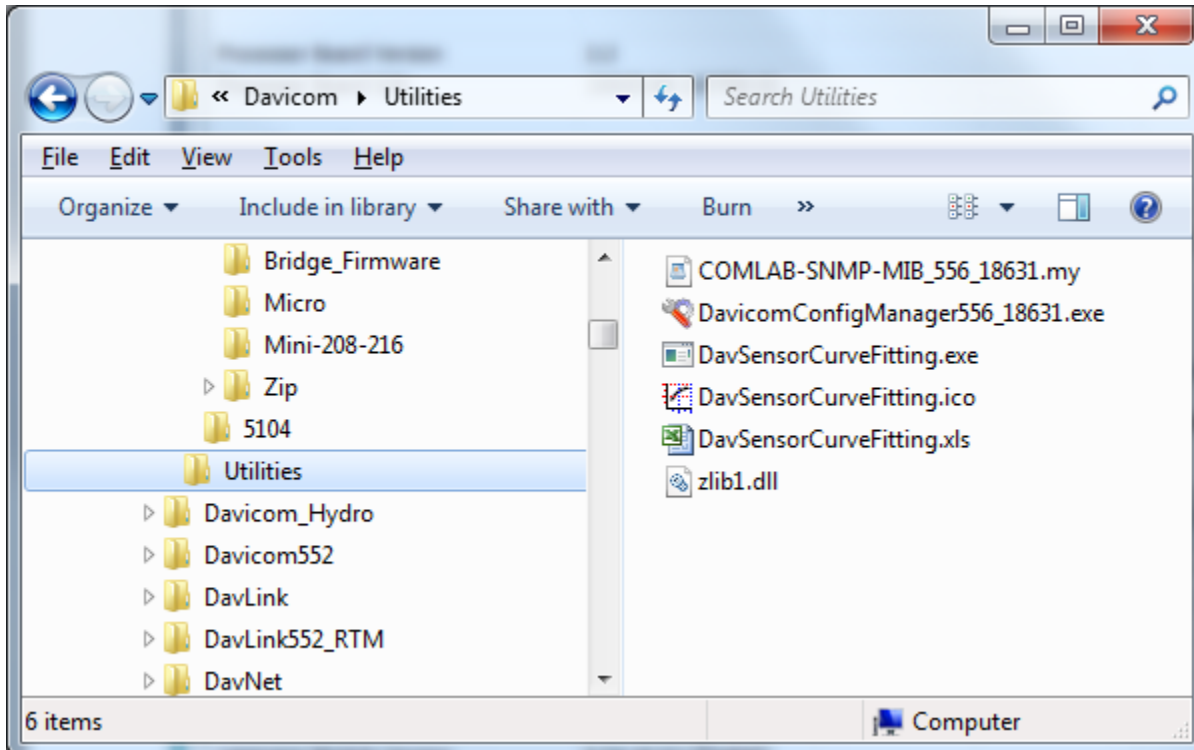 « Davicom Utilities
Search Utilities
File Edit View Tools Help
Organize Include in library Share with Burn »
Bridge_Firmware
Micro
Mini-208-216
Zip
5104
Utilities
Davicom_Hydro
Davicom552
DavLink
DavLink552_RTM
DavNet
COMLAB-SNMP-MIB_556_18631.my
DavicomConfigManager556_18631.exe
DavSensorCurveFitting.exe
DavSensorCurveFitting.ico
DavSensorCurveFitting.xls
zlib1.dll
6 items
Computer